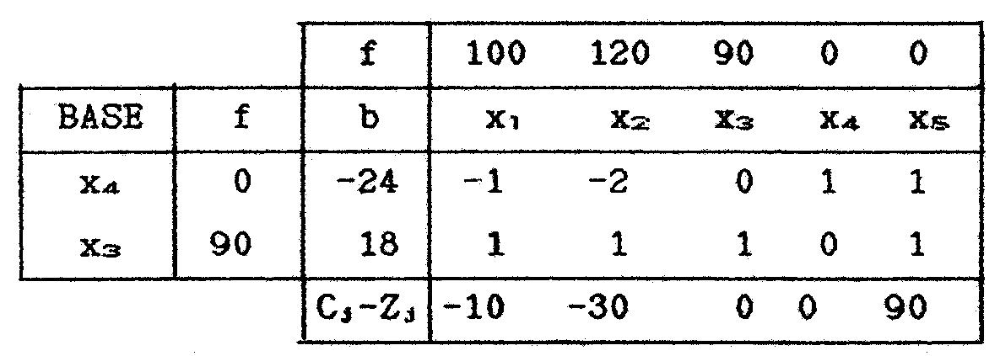 f 100 120 90 0 0
BASE f b x₁ x₂ x₃ x₄ x₅
x₄ 0 -24 -1 -2 0 1 1
x₃ 90 18 1 1 1 0 1
Cⱼ-Zⱼ -10 -30 0 0 90